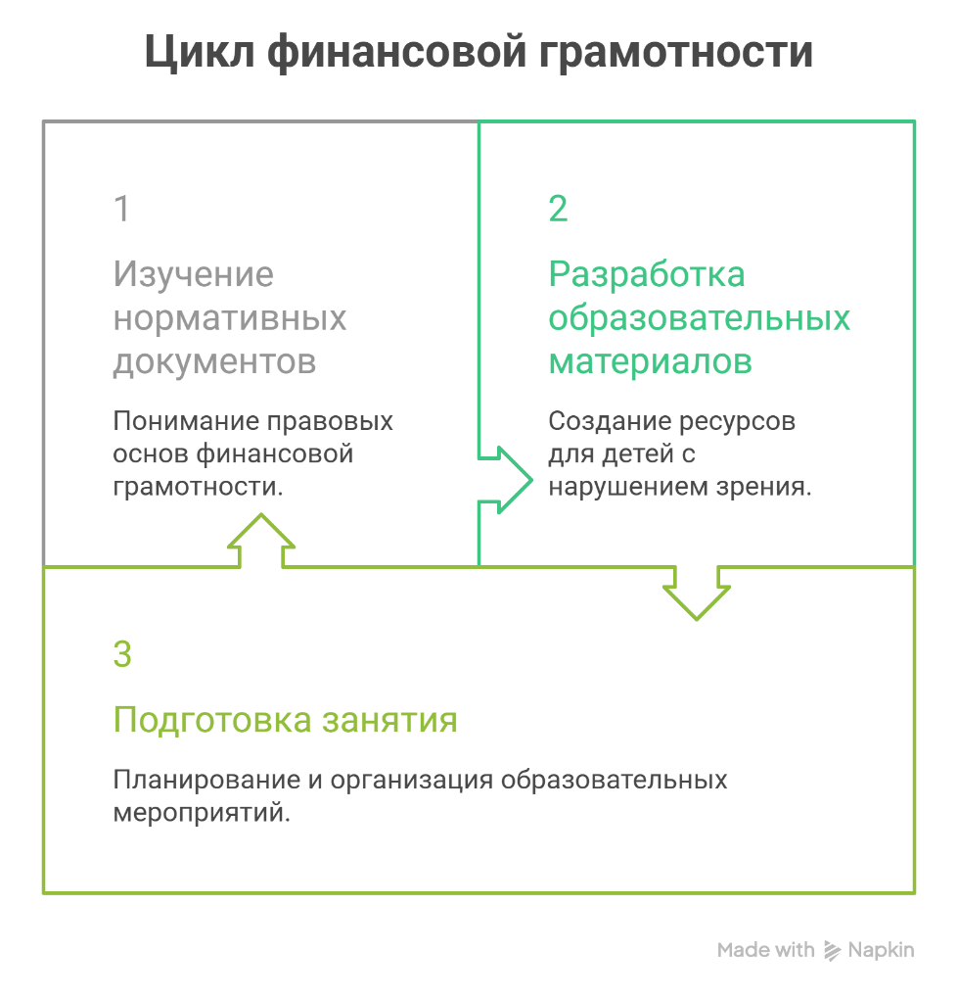 Цикл финансовой грамотности
1
Изучение
нормативных
документов
Понимание правовых
основ финансовой
грамотности.
2
Разработка
образовательных
материалов
Создание ресурсов
для детей с
нарушением зрения.
3
Подготовка занятия
Планирование и организация образовательных
мероприятий.
Made with Napkin